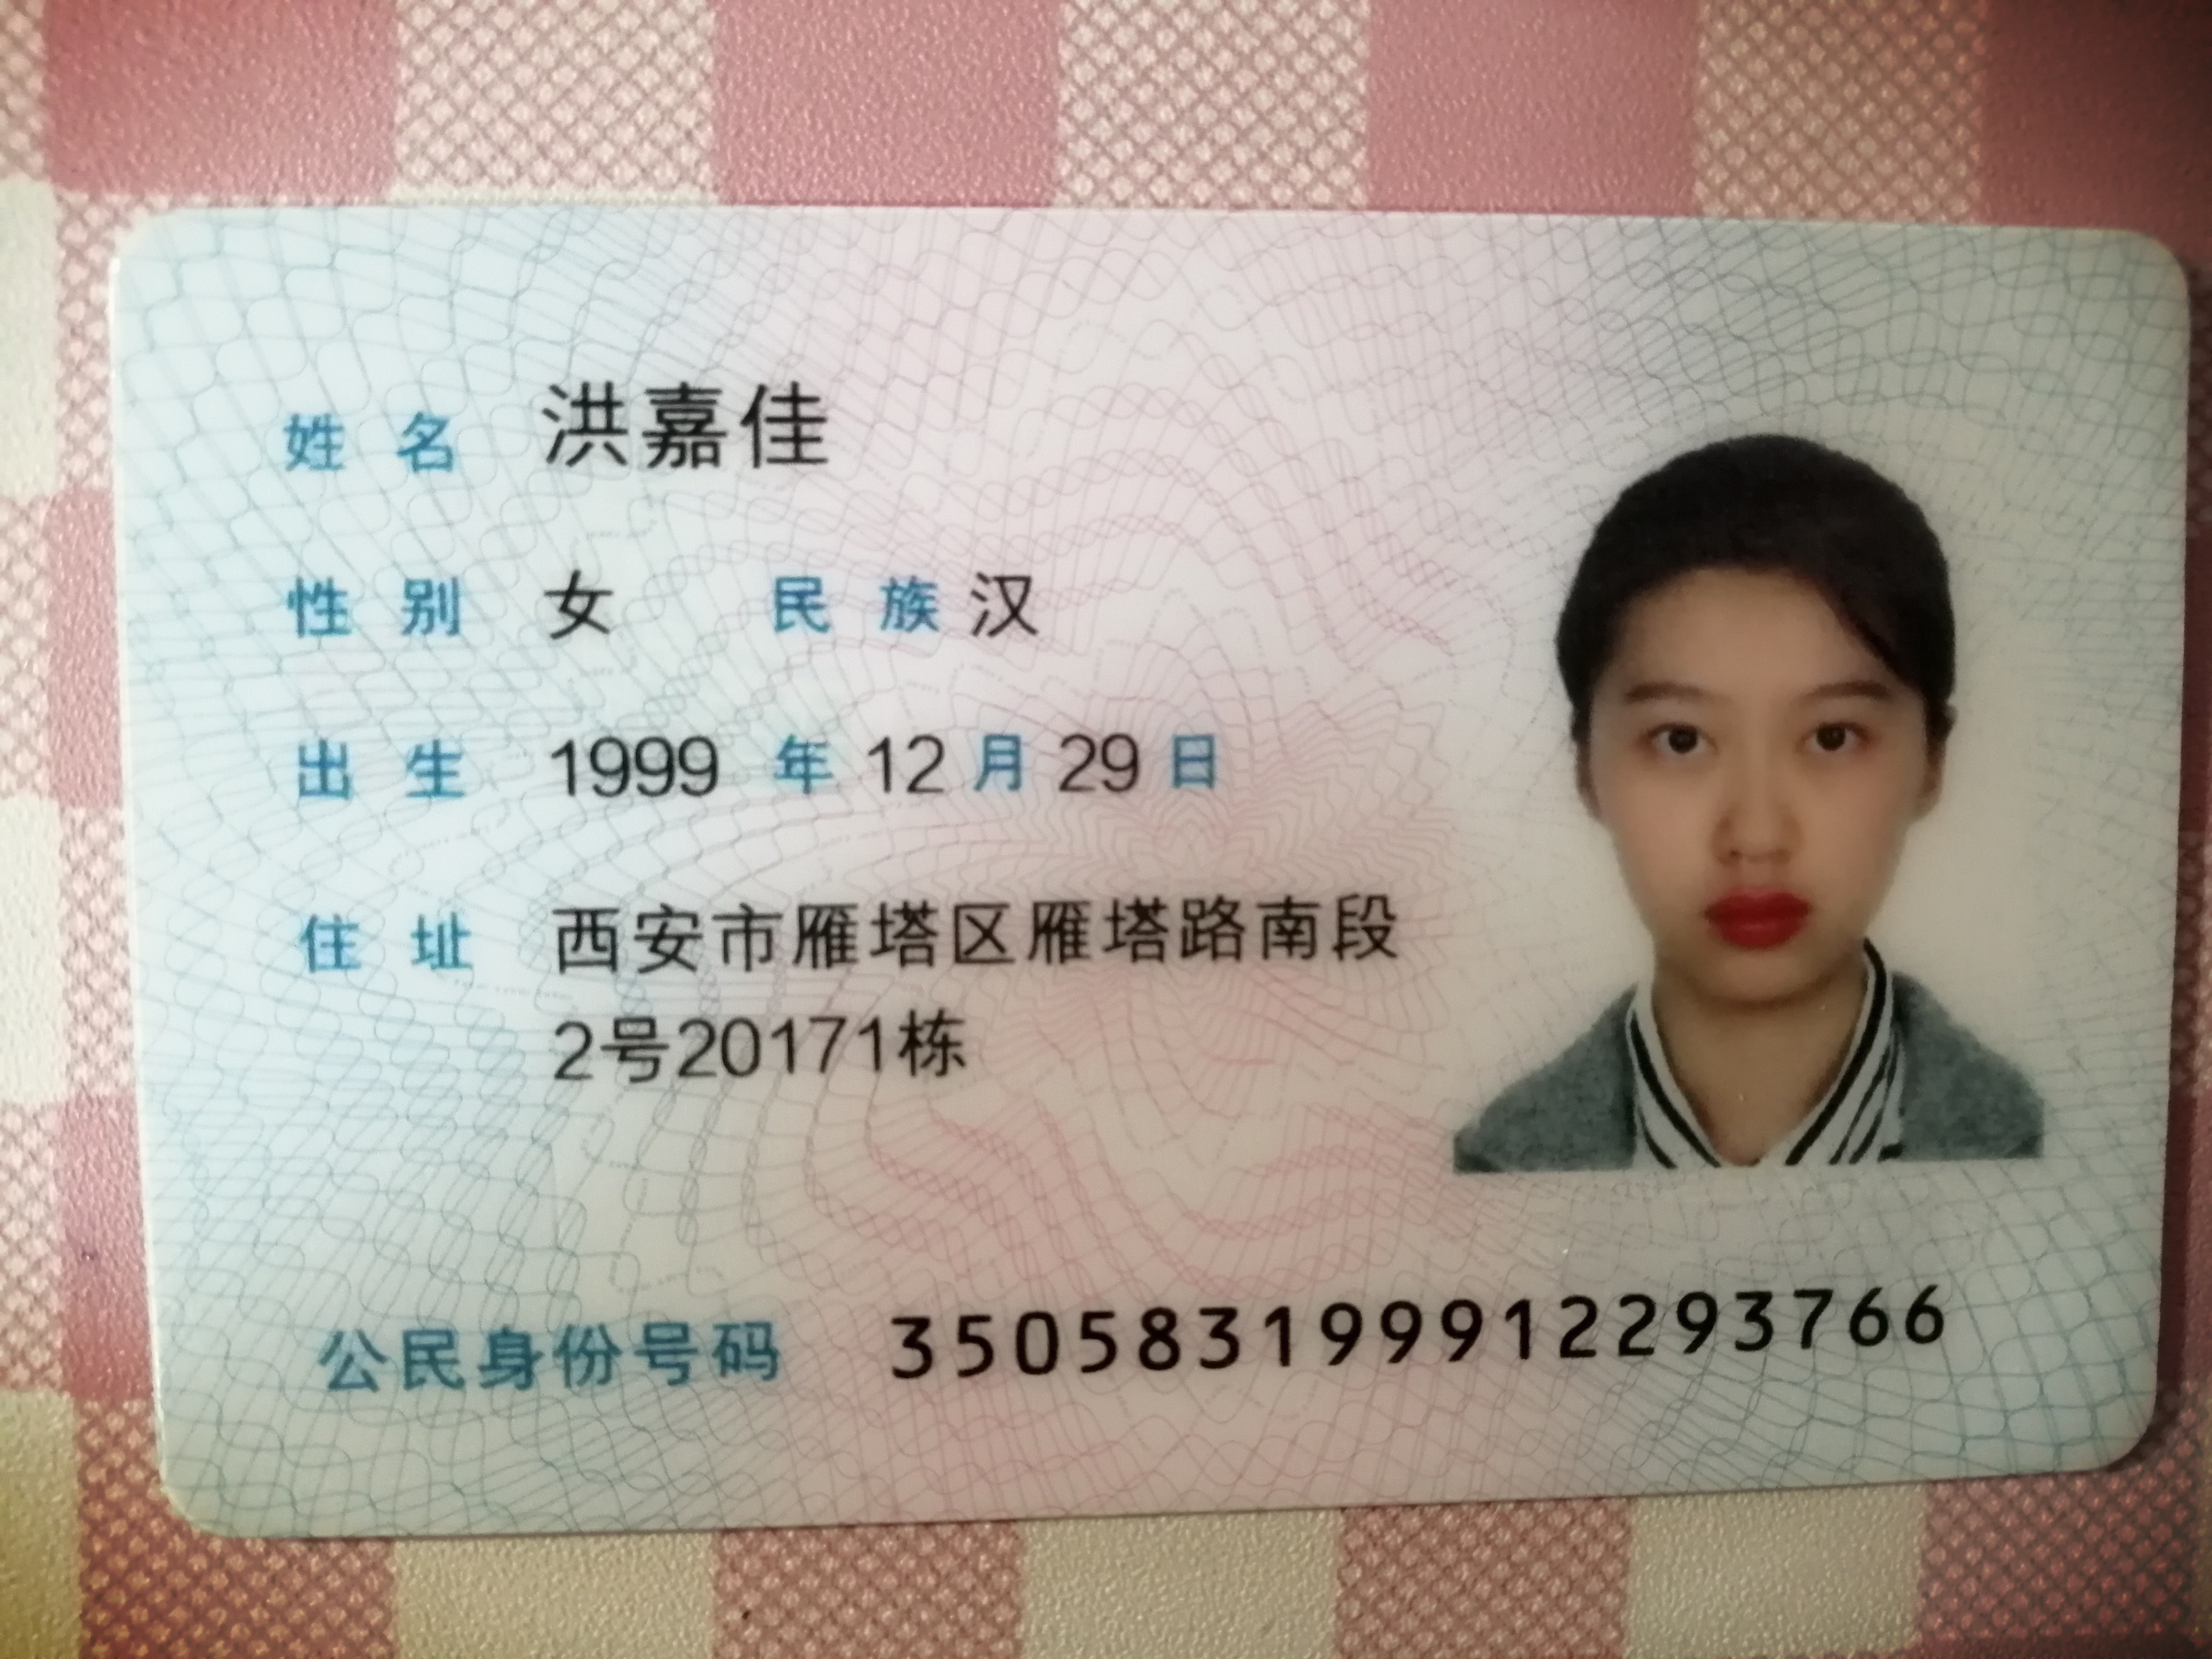 姓名 洪嘉佳
性别 女 民族 汉
出生 1999 年 12 月 29 日
住址 西安市雁塔区雁塔路南段
2号20171栋
公民身份号码 350583199912293766